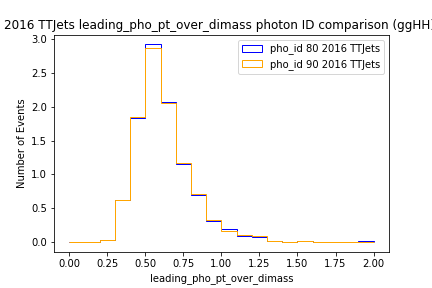 2016 TTJets leading_pho_pt_over_dimass photon ID comparison (ggHH)
pho_id 80 2016 TTJets
pho_id 90 2016 TTJets
Number of Events
3.0
2.5
2.0
1.5
1.0
0.5
0.0
0.00 0.25 0.50 0.75 1.00 1.25 1.50 1.75 2.00
leading_pho_pt_over_dimass